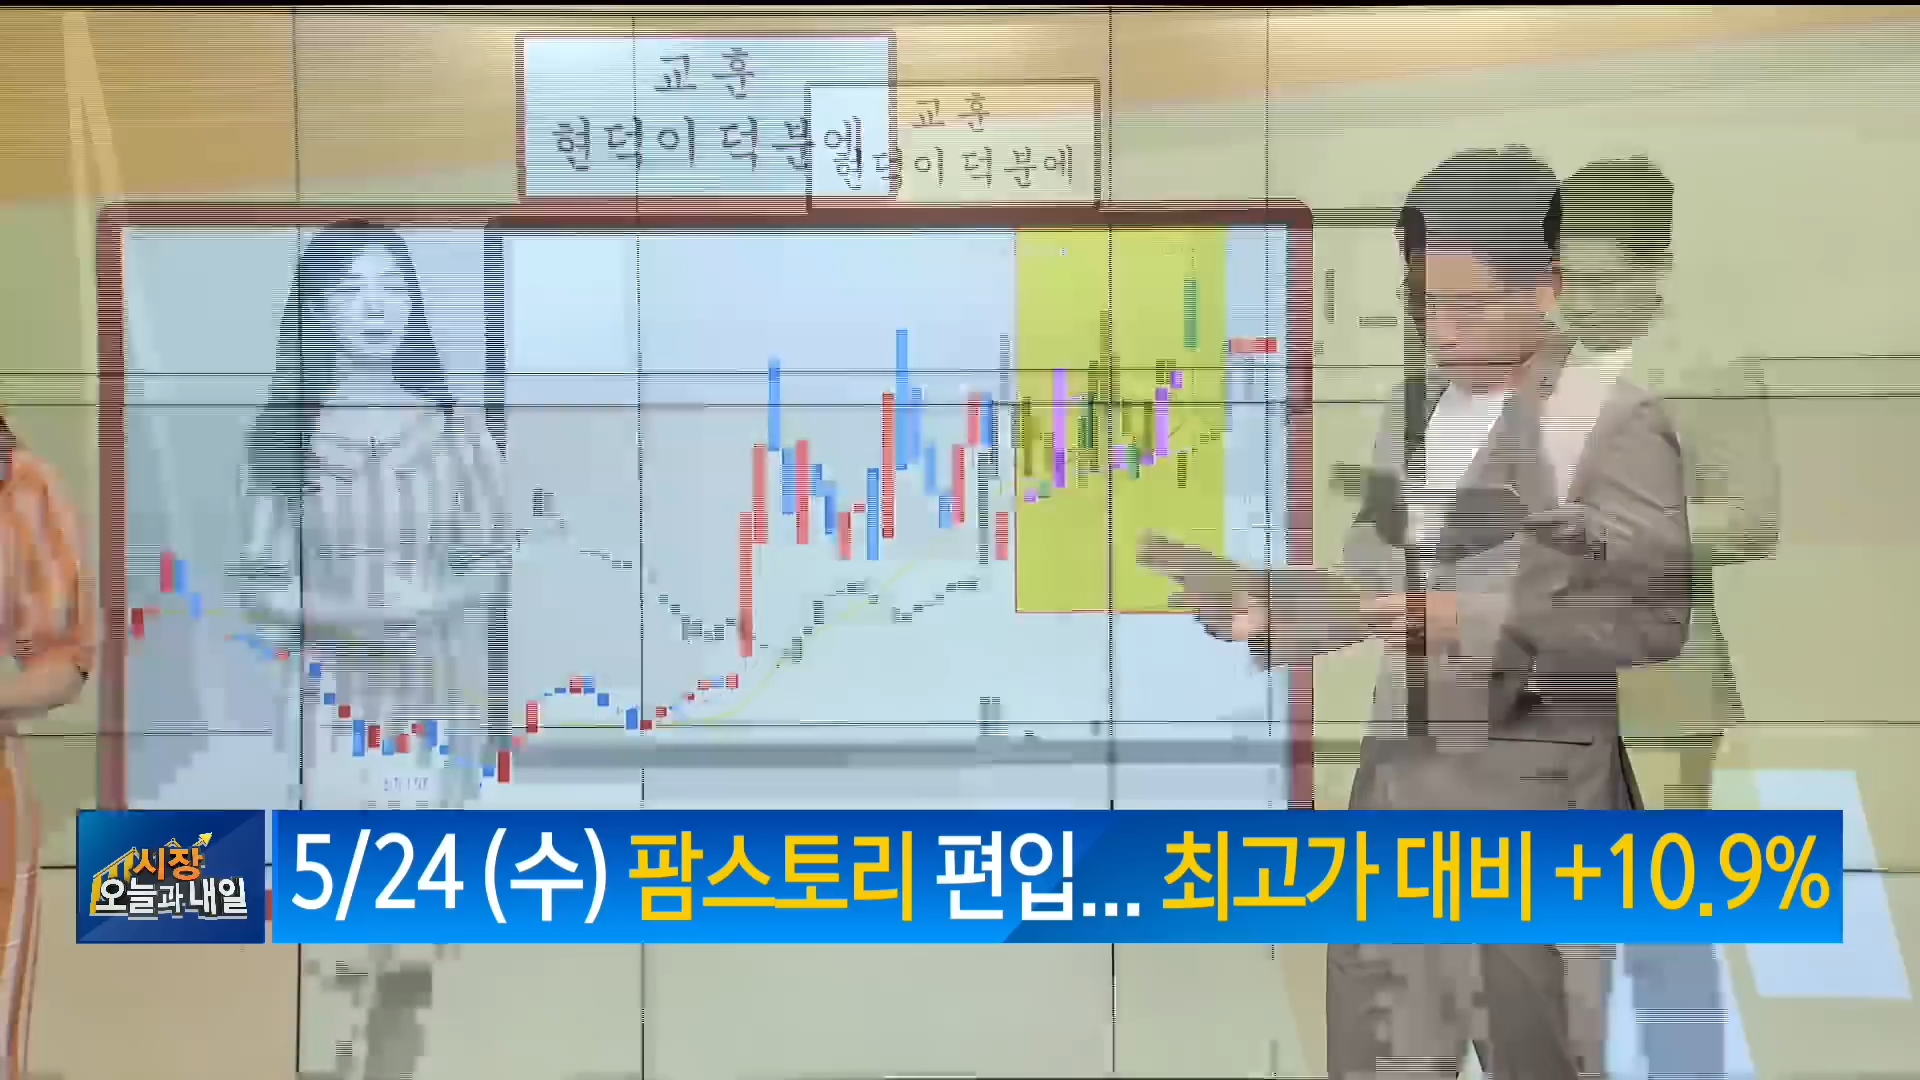 교훈
현덕이 덕분에
교훈
현덕이 덕분에
시장
오늘과 내일
5/24 (수) 팜스토리 편입... 최고가 대비 +10.9%